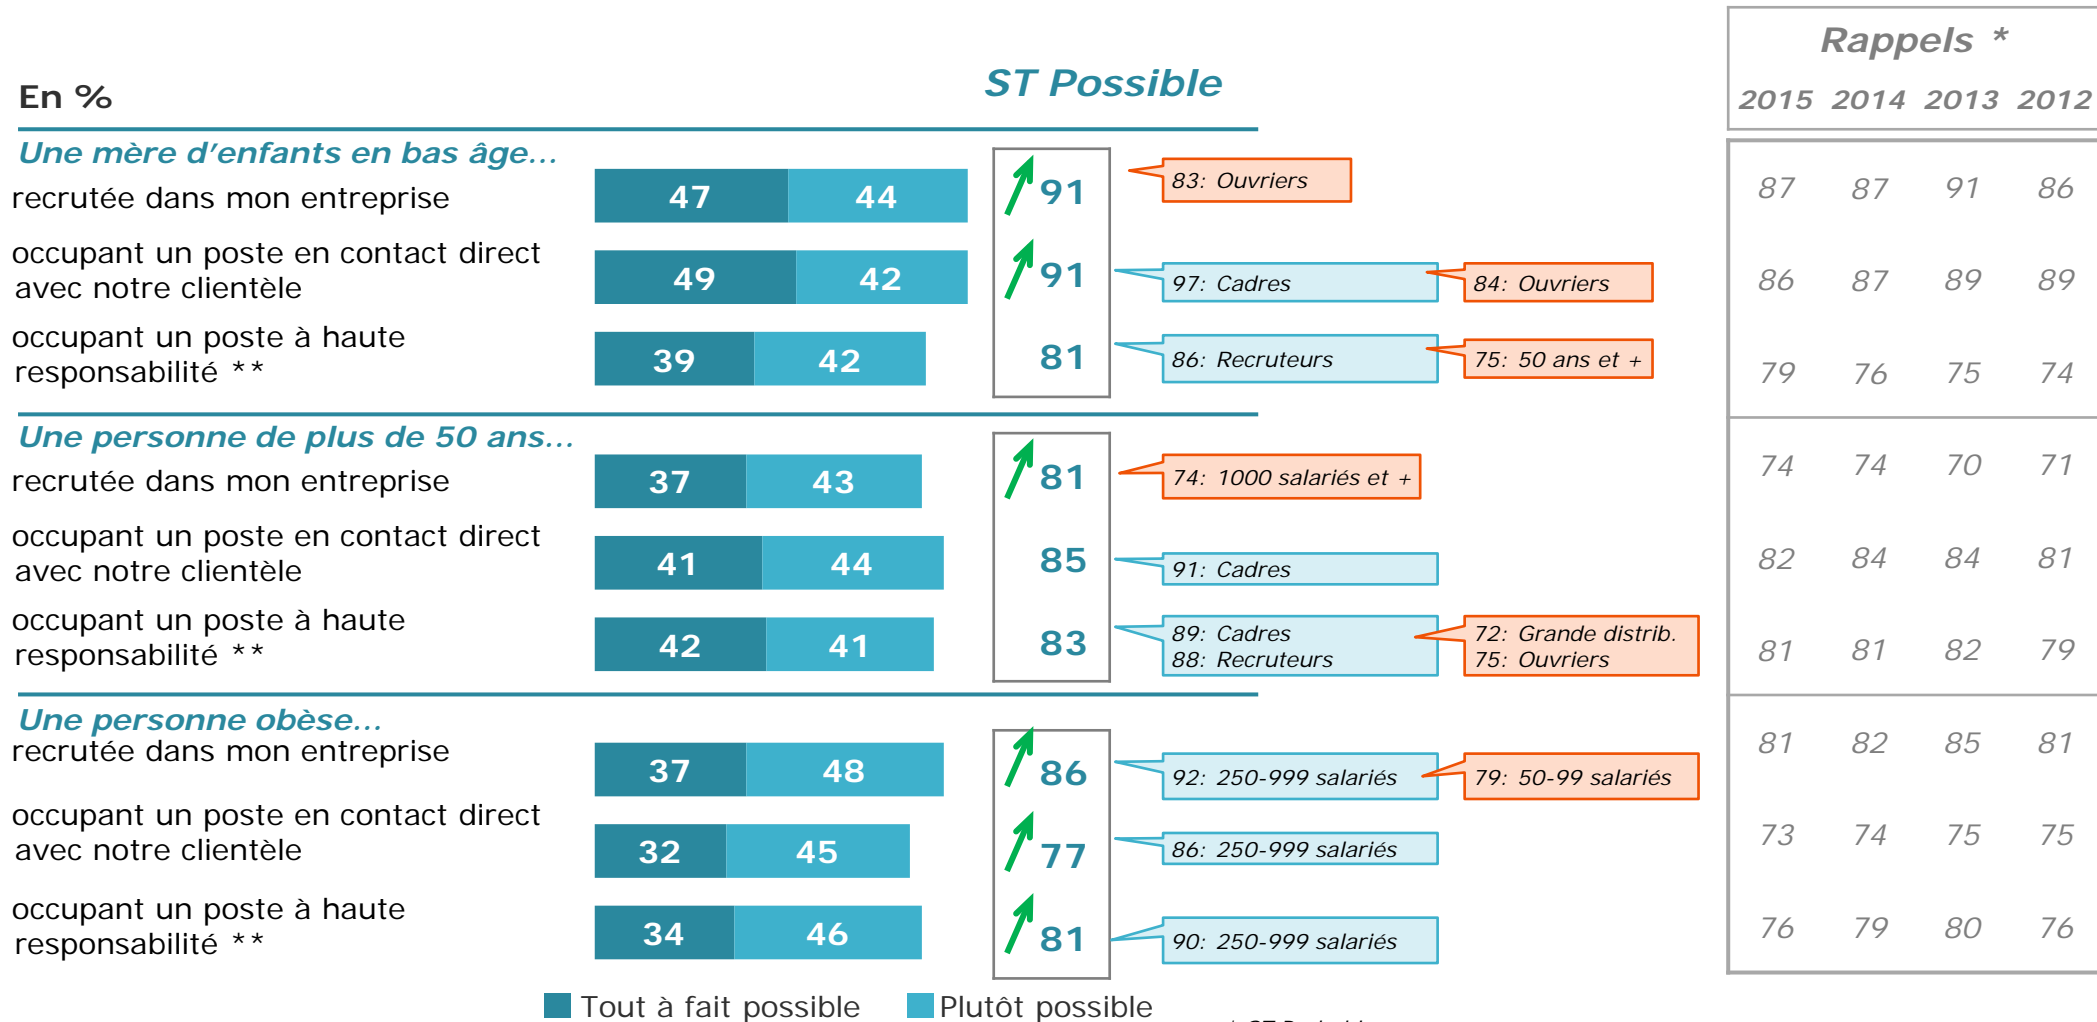 Rappels *
En %
ST Possible
2015 2014 2013 2012
Une mère d'enfants en bas âge...
recrutée dans mon entreprise
47 44 91
83: Ouvriers
87 87 91 86
occupant un poste en contact direct
avec notre clientèle
49 42 91
97: Cadres
84: Ouvriers
86 87 89 89
occupant un poste à haute
responsabilité **
39 42 81
86: Recruteurs
75: 50 ans et +
79 76 75 74
Une personne de plus de 50 ans...
recrutée dans mon entreprise
37 43 81
74: 1000 salariés et +
74 74 70 71
occupant un poste en contact direct
avec notre clientèle
41 44 85
91: Cadres
82 84 84 81
occupant un poste à haute
responsabilité **
42 41 83
89: Cadres
88: Recruteurs
72: Grande distrib.
75: Ouvriers
81 81 82 79
Une personne obèse...
recrutée dans mon entreprise
37 48 86
92: 250-999 salariés
79: 50-99 salariés
81 82 85 81
occupant un poste en contact direct
avec notre clientèle
32 45 77
86: 250-999 salariés
73 74 75 75
occupant un poste à haute
responsabilité **
34 46 81
90: 250-999 salariés
76 79 80 76
Tout à fait possible Plutôt possible